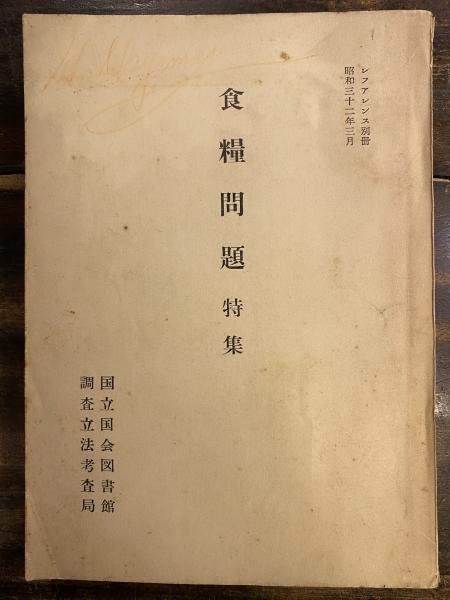 レファレンス別冊
昭和三十二年三月
食糧問題特集
国立国会図書館
調査立法考査局